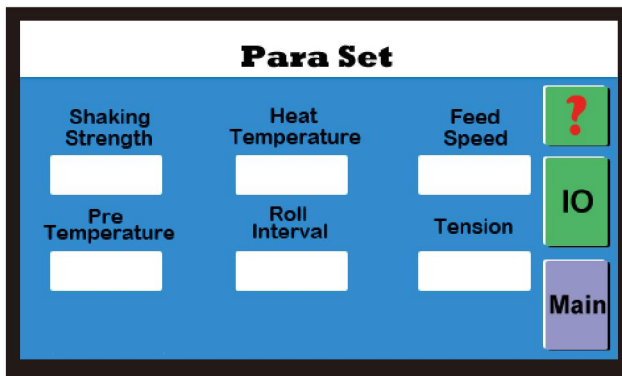 Para Set
Shaking
Strength
Heat
Temperature
Feed
Speed
?
Pre
Temperature
Roll
Interval
Tension
IO
Main